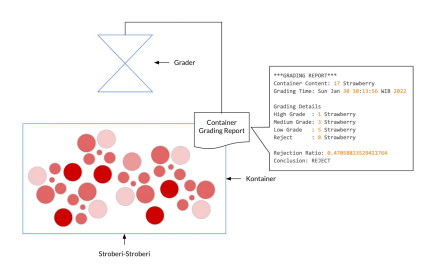 Grader
Container
Grading Report
***GRADING REPORT***
Container Content: 17 Strawberry
Grading Time: Sun Jan 30 10:13:56 WIB 2022
Grading Details
High Grade : 1 Strawberry
Medium Grade: 3 Strawberry
Low Grade : 5 Strawberry
Reject : 8 Strawberry
Rejection Ratio: 0.47058823529411764
Conclusion: REJECT
Kontainer
Stroberi-Stroberi